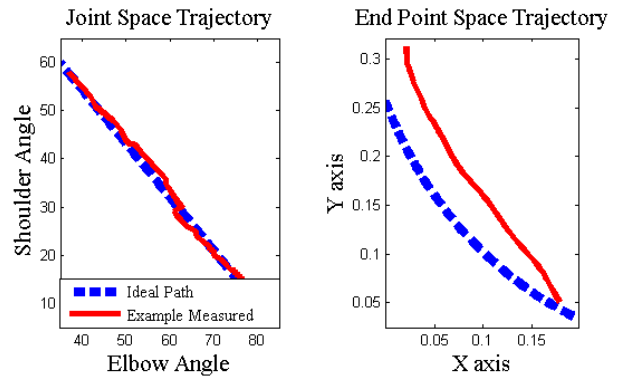 Joint Space Trajectory
Shoulder Angle
60
50
40
30
20
10
Ideal Path
Example Measured
40
50
60
70
80
Elbow Angle
End Point Space Trajectory
Y axis
0.3
0.25
0.2
0.15
0.1
0.05
0.05
0.1
0.15
X axis